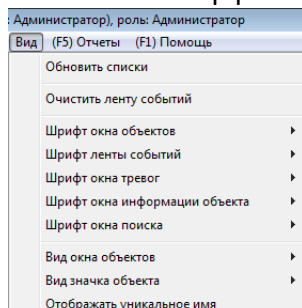 : Администратор), роль: Администратор
Вид (F5) Отчеты (F1) Помощь
Обновить списки
Очистить ленту событий
Шрифт окна объектов
Шрифт ленты событий
Шрифт окна тревог
Шрифт окна информации объекта
Шрифт окна поиска
Вид окна объектов
Вид значка объекта
Отображать уникальное имя